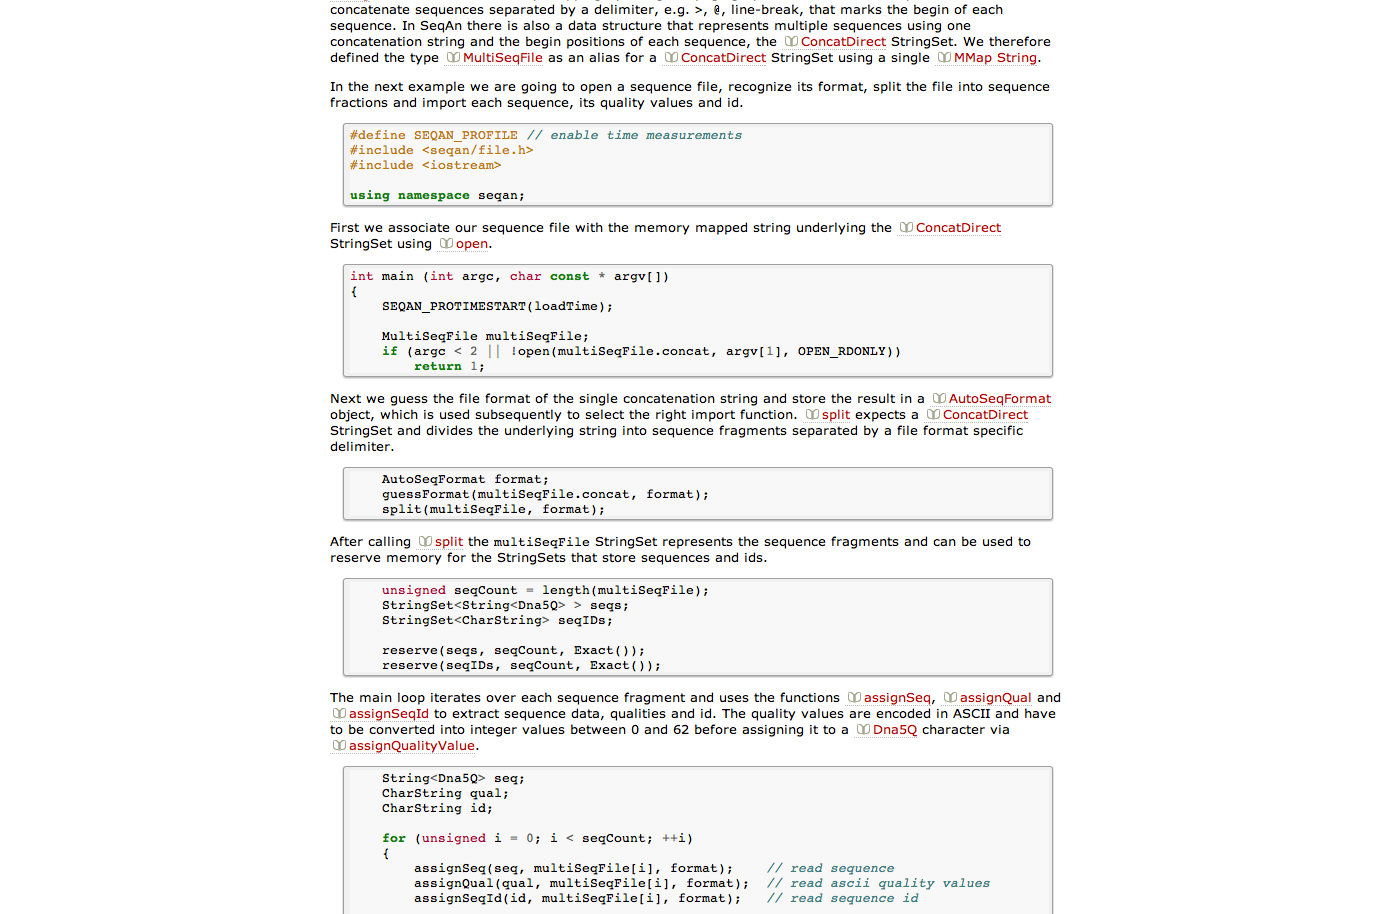 concatenate sequences separated by a delimiter, e.g. >, @, line-break, that marks the begin of each
sequence. In SeqAn there is also a data structure that represents multiple sequences using one
concatenation string and the begin positions of each sequence, the ConcatDirect StringSet. We therefore
defined the type MultiSeqFile as an alias for a ConcatDirect StringSet using a single MMap String.
In the next example we are going to open a sequence file, recognize its format, split the file into sequence
fractions and import each sequence, its quality values and id.
#define SEQAN_PROFILE // enable time measurements
#include <seqan/file.h>
#include <iostream>
using namespace seqan;
First we associate our sequence file with the memory mapped string underlying the ConcatDirect
StringSet using open.
int main (int argc, char const * argv[])
{
SEQAN_PROTIMESTART(loadTime);
MultiSeqFile multiSeqFile;
if (argc < 2 || !open(multiSeqFile.concat, argv[1], OPEN_RDONLY))
return 1;
Next we guess the file format of the single concatenation string and store the result in a AutoSeqFormat
object, which is used subsequently to select the right import function. split expects a ConcatDirect
StringSet and divides the underlying string into sequence fragments separated by a file format specific
delimiter.
AutoSeqFormat format;
guessFormat(multiSeqFile.concat, format);
split(multiSeqFile, format);
After calling split the multiSeqFile StringSet represents the sequence fragments and can be used to
reserve memory for the StringSets that store sequences and ids.
unsigned seqCount = length(multiSeqFile);
StringSet<String<Dna5Q> > seqs;
StringSet<CharString> seqIDs;
reserve(seqs, seqCount, Exact());
reserve(seqIDs, seqCount, Exact());
The main loop iterates over each sequence fragment and uses the functions assignSeq, assignQual and
assignSeqId to extract sequence data, qualities and id. The quality values are encoded in ASCII and have
to be converted into integer values between 0 and 62 before assigning it to a Dna5Q character via
assignQualityValue.
String<Dna5Q> seq;
CharString qual;
CharString id;
for (unsigned i = 0; i < seqCount; ++i)
{
assignSeq(seq, multiSeqFile[i], format); // read sequence
assignQual(qual, multiSeqFile[i], format); // read ascii quality values
assignSeqId(id, multiSeqFile[i], format); // read sequence id